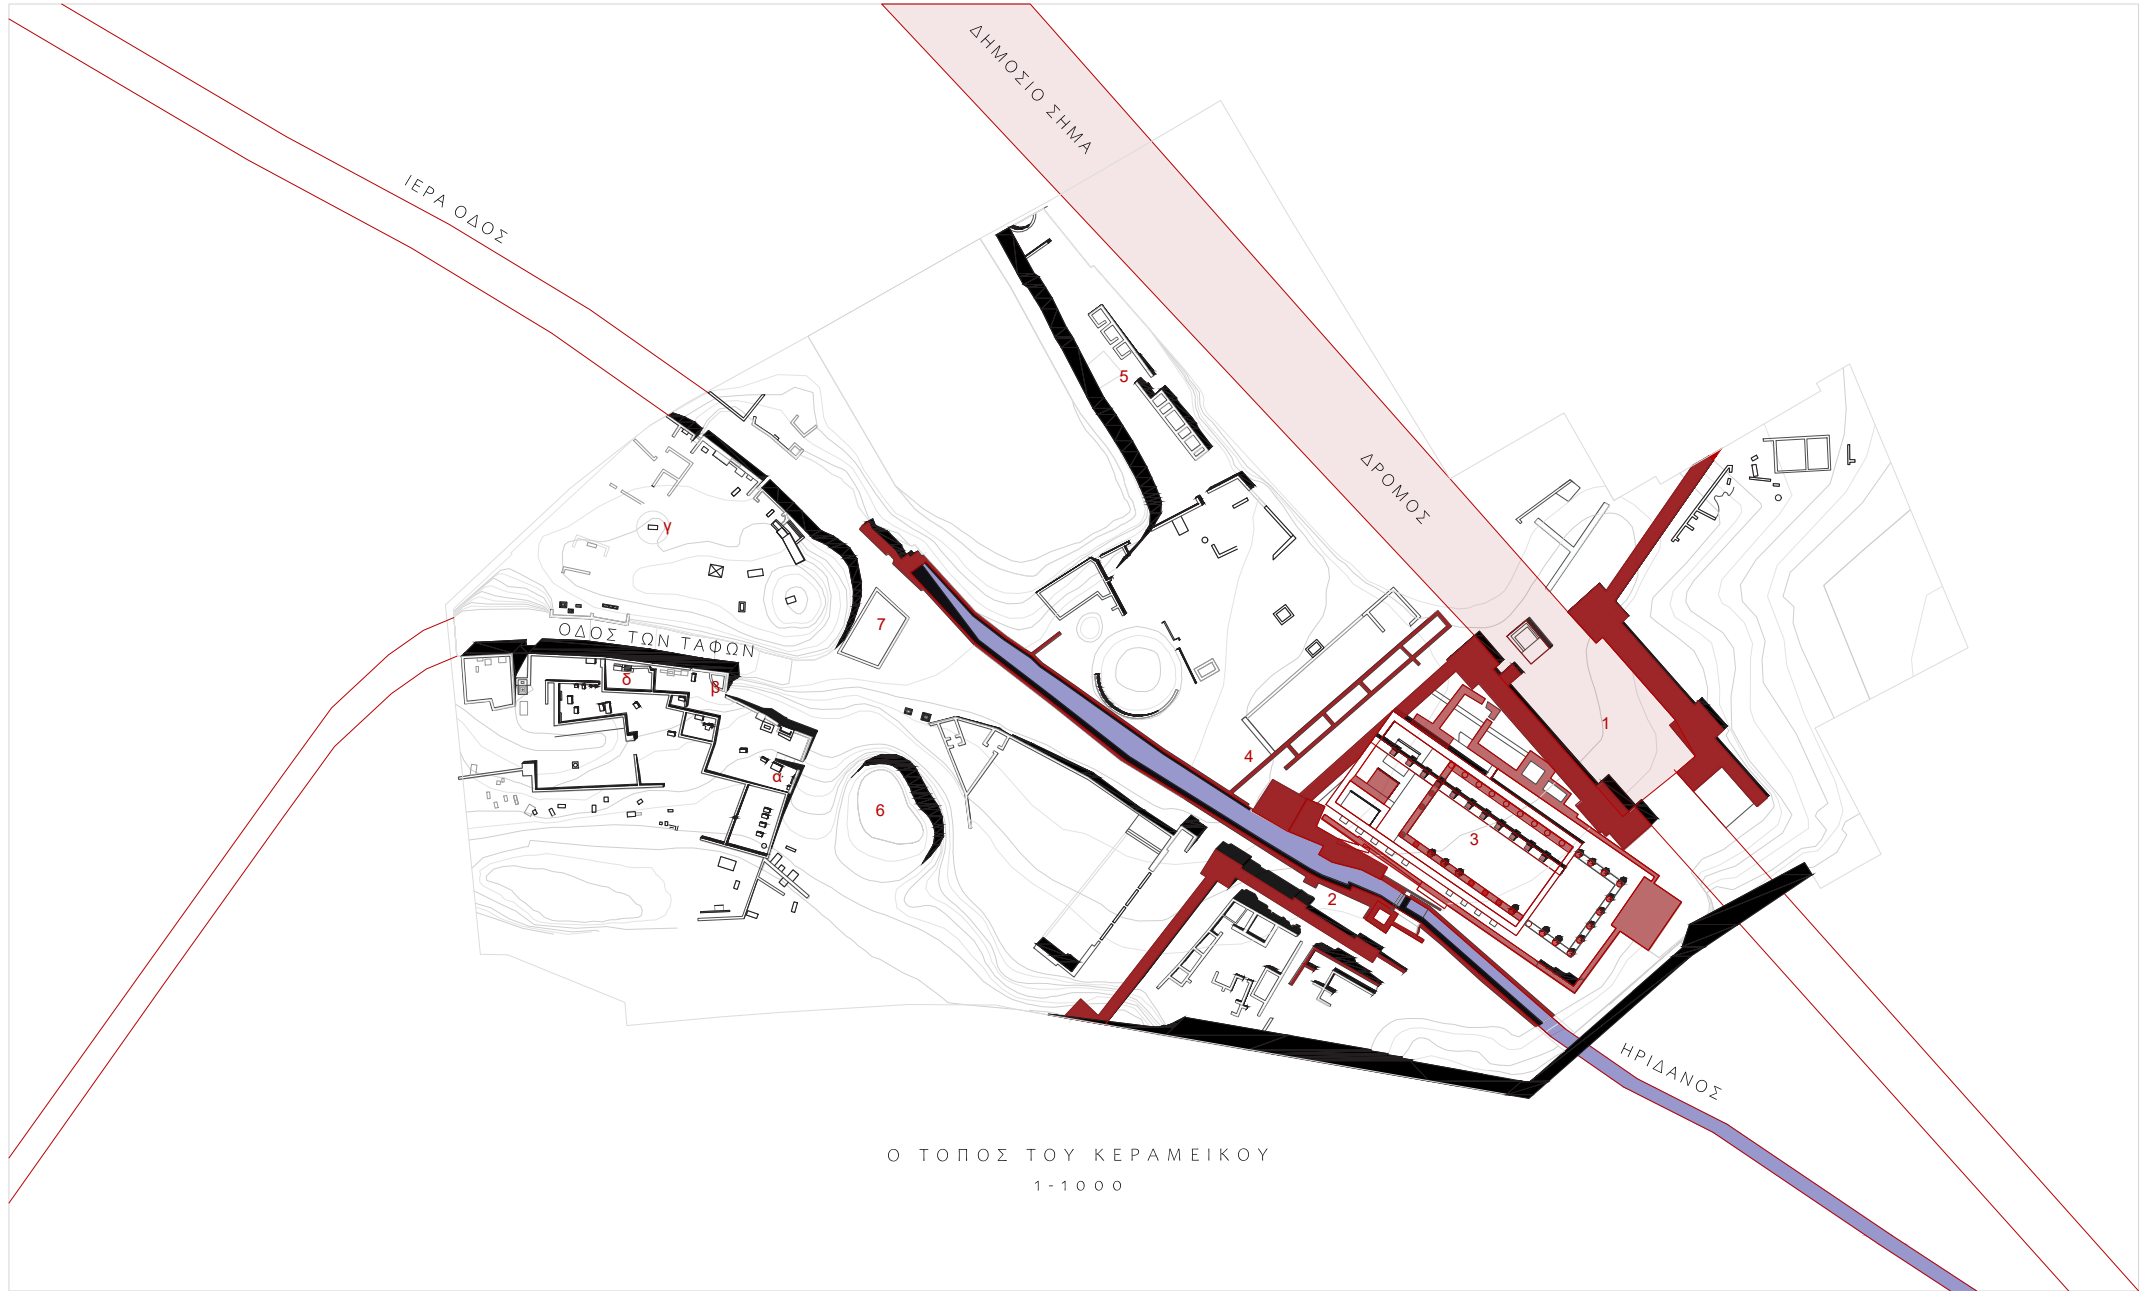 ΔΗΜΟΣΙΟ ΣΗΜΑ
ΙΕΡΑ ΟΔΟΣ
5
ΔΡΟΜΟΣ
γ
7
ΟΔΟΣ ΤΩΝ ΤΑΦΩΝ
δ
β
1
4
α
6
3
2
ΗΡΙΔΑΝΟΣ
Ο ΤΟΠΟΣ ΤΟΥ ΚΕΡΑΜΕΙΚΟΥ
1-1000